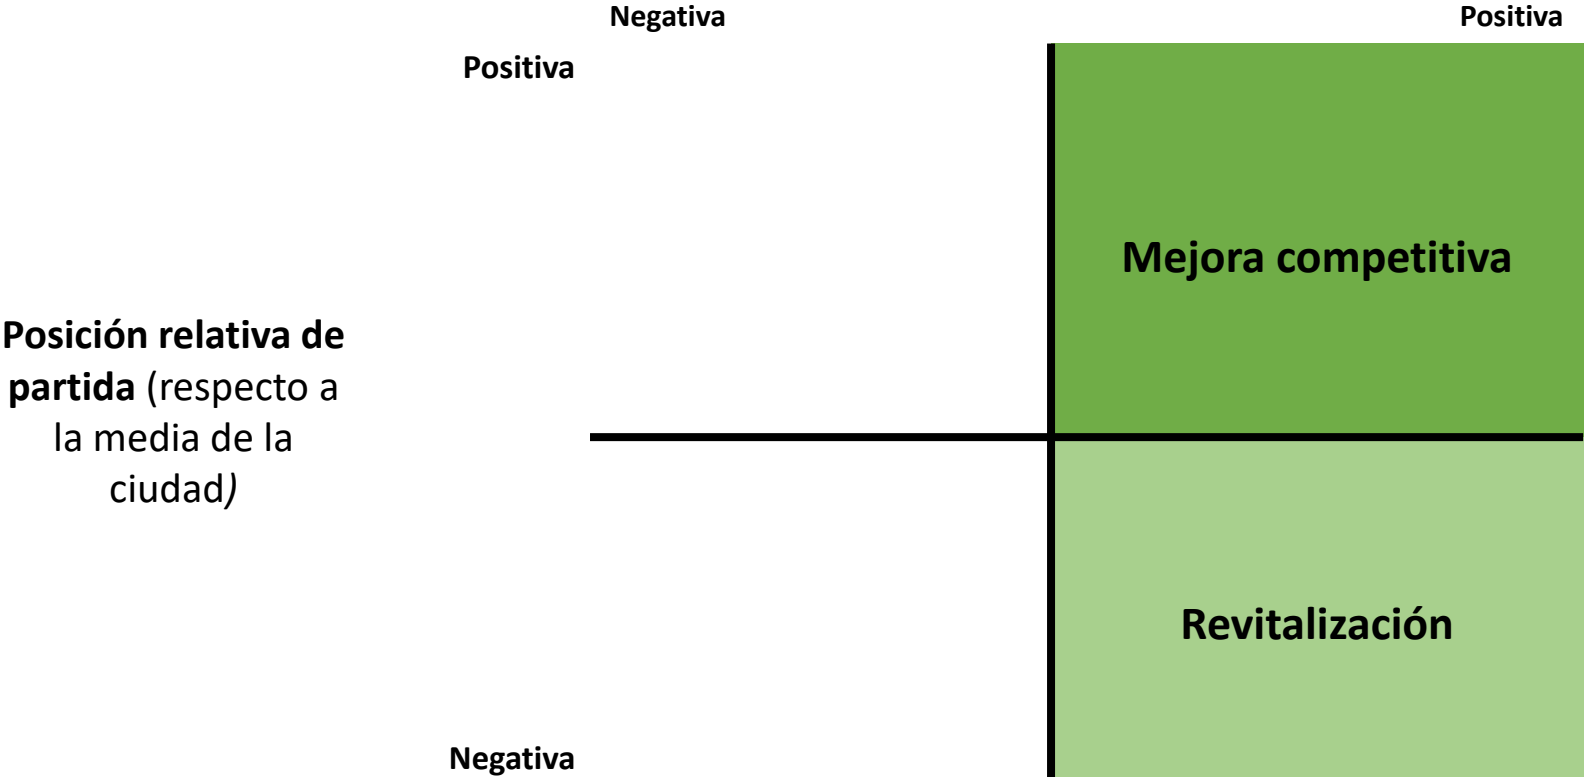 Negativa Positiva
Positiva
Mejora competitiva
Posición relativa de
partida (respecto a
la media de la
ciudad)
Revitalización
Negativa